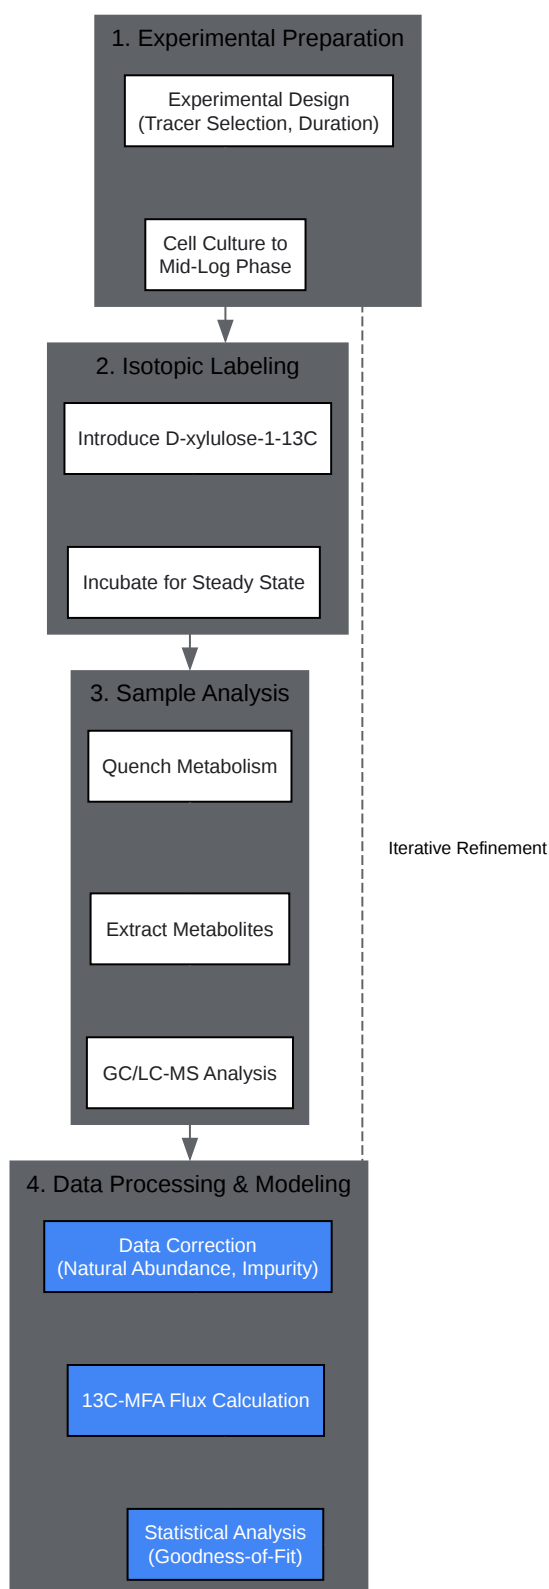 1. Experimental Preparation
Experimental Design
(Tracer Selection, Duration)
Cell Culture to
Mid-Log Phase
2. Isotopic Labeling
Introduce D-xylulose-1-13C
Incubate for Steady State
3. Sample Analysis
Quench Metabolism
Iterative Refinement
Extract Metabolites
GC/LC-MS Analysis
4. Data Processing & Modeling
Data Correction
(Natural Abundance, Impurity)
13C-MFA Flux Calculation
Statistical Analysis
(Goodness-of-Fit)